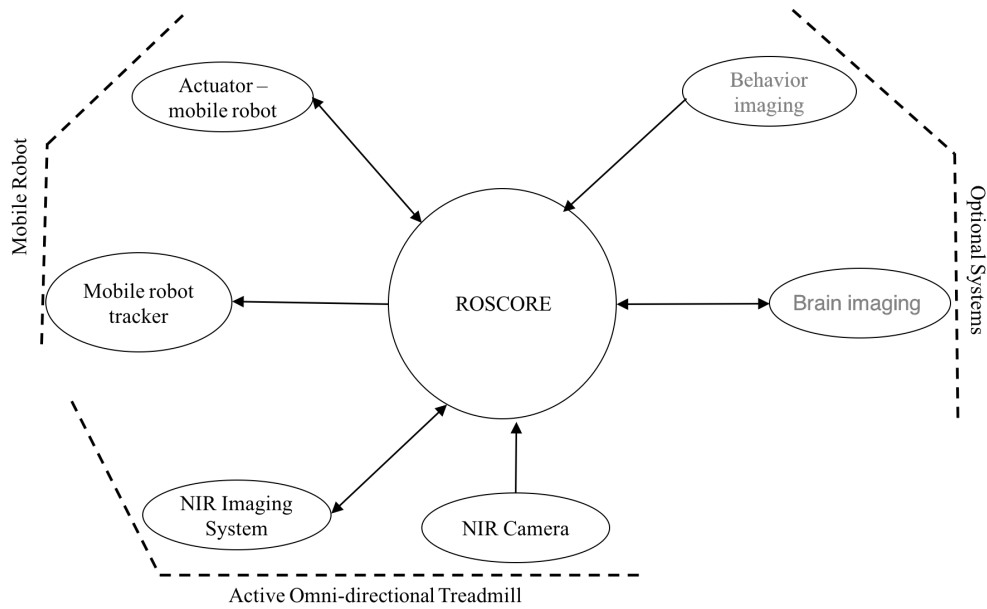 Actuator –
mobile robot
Behavior
imaging
Mobile Robot
Optional Systems
Mobile robot
tracker
ROSCORE
Brain imaging
NIR Imaging
System
NIR Camera
Active Omni-directional Treadmill